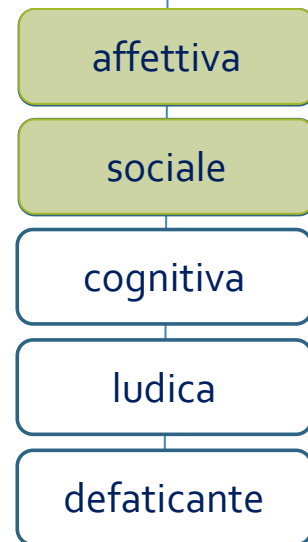 affettiva
sociale
cognitiva
ludica
defaticante